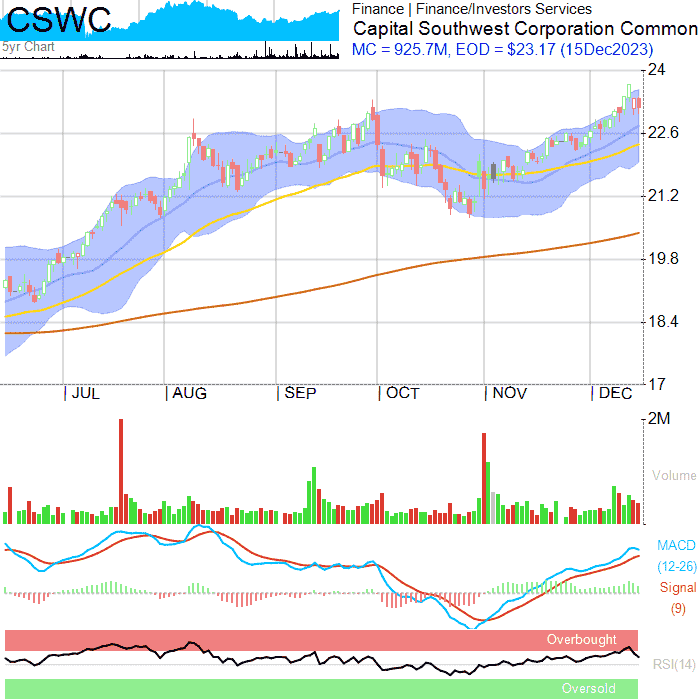 CSWC
5yr Chart
Finance | Finance/Investors Services
Capital Southwest Corporation Common
MC = 925.7M, EOD = $23.17 (15Dec2023)
24
22.6
21.2
19.8
18.4
17
| JUL | AUG | SEP | OCT | NOV | DEC
2M
Volume
MACD
(12-26)
Signal
(9)
Overbought
RSI(14)
Oversold